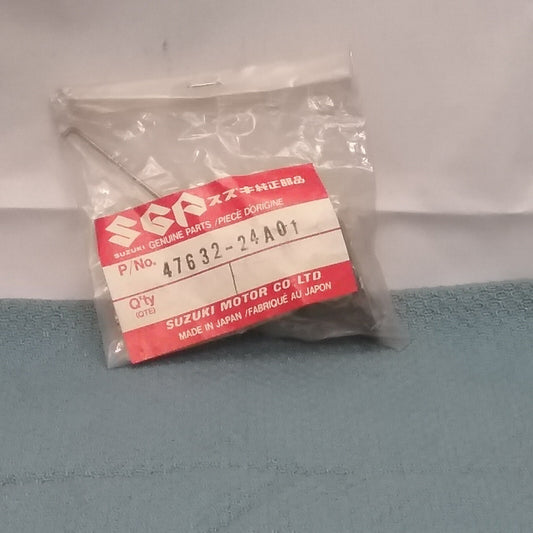 SGP スズキ純正部品
SUZUKI GENUINE PARTS / PIECE D'ORIGINE
P/No. 47632-24A01
Q'ty
(QTE)
SUZUKI MOTOR CO., LTD
MADE IN JAPAN / FABRIQUÉ AU JAPON